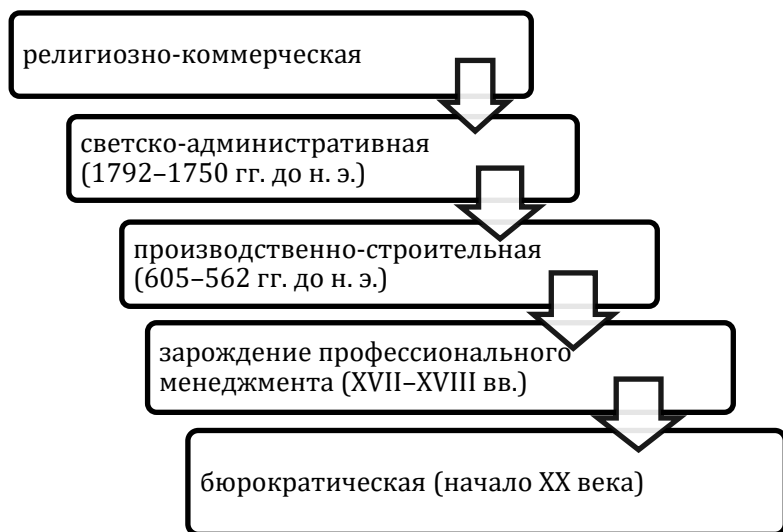 религиозно-коммерческая
светско-административная
(1792–1750 гг. до н. э.)
производственно-строительная
(605–562 гг. до н. э.)
зарождение профессионального
менеджмента (XVII–XVIII вв.)
бюрократическая (начало XX века)